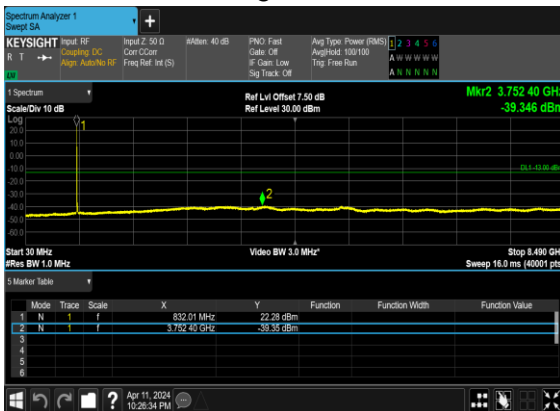 Spectrum Analyzer 1
Swept SA
+
KEYSIGHT Input: RF Input Z: 50 Ω #Atten: 40 dB PNO: Fast Avg Type: Power (RMS) 1 2 3 4 5 6
R T Coupling: DC Corr CCorr Gate: Off Avg|Hold: 100/100 A W W W W W
Align: Auto/No RF Freq Ref: Int (S) IF Gain: Low Trig: Free Run
Sig Track: Off A N N N N N
LV
1 Spectrum Ref Lvl Offset 7.50 dB Mkr2 3.752 40 GHz
Scale/Div 10 dB Ref Level 30.00 dBm -39.346 dBm
Log
20.0 1
10.0
0.00
-10.0 DL1 -13.00 dBm
-20.0
-30.0 2
-40.0
-50.0
-60.0
Start 30 MHz Video BW 3.0 MHz* Stop 8.490 GH
#Res BW 1.0 MHz Sweep 16.0 ms (40001 pts
5 Marker Table
Mode Trace Scale X Y Function Function Width Function Value
1 N 1 f 832.01 MHz 22.28 dBm
2 N 1 f 3.752 40 GHz -39.35 dBm
3
4
5
6
? Apr 11, 2024
10:26:34 PM